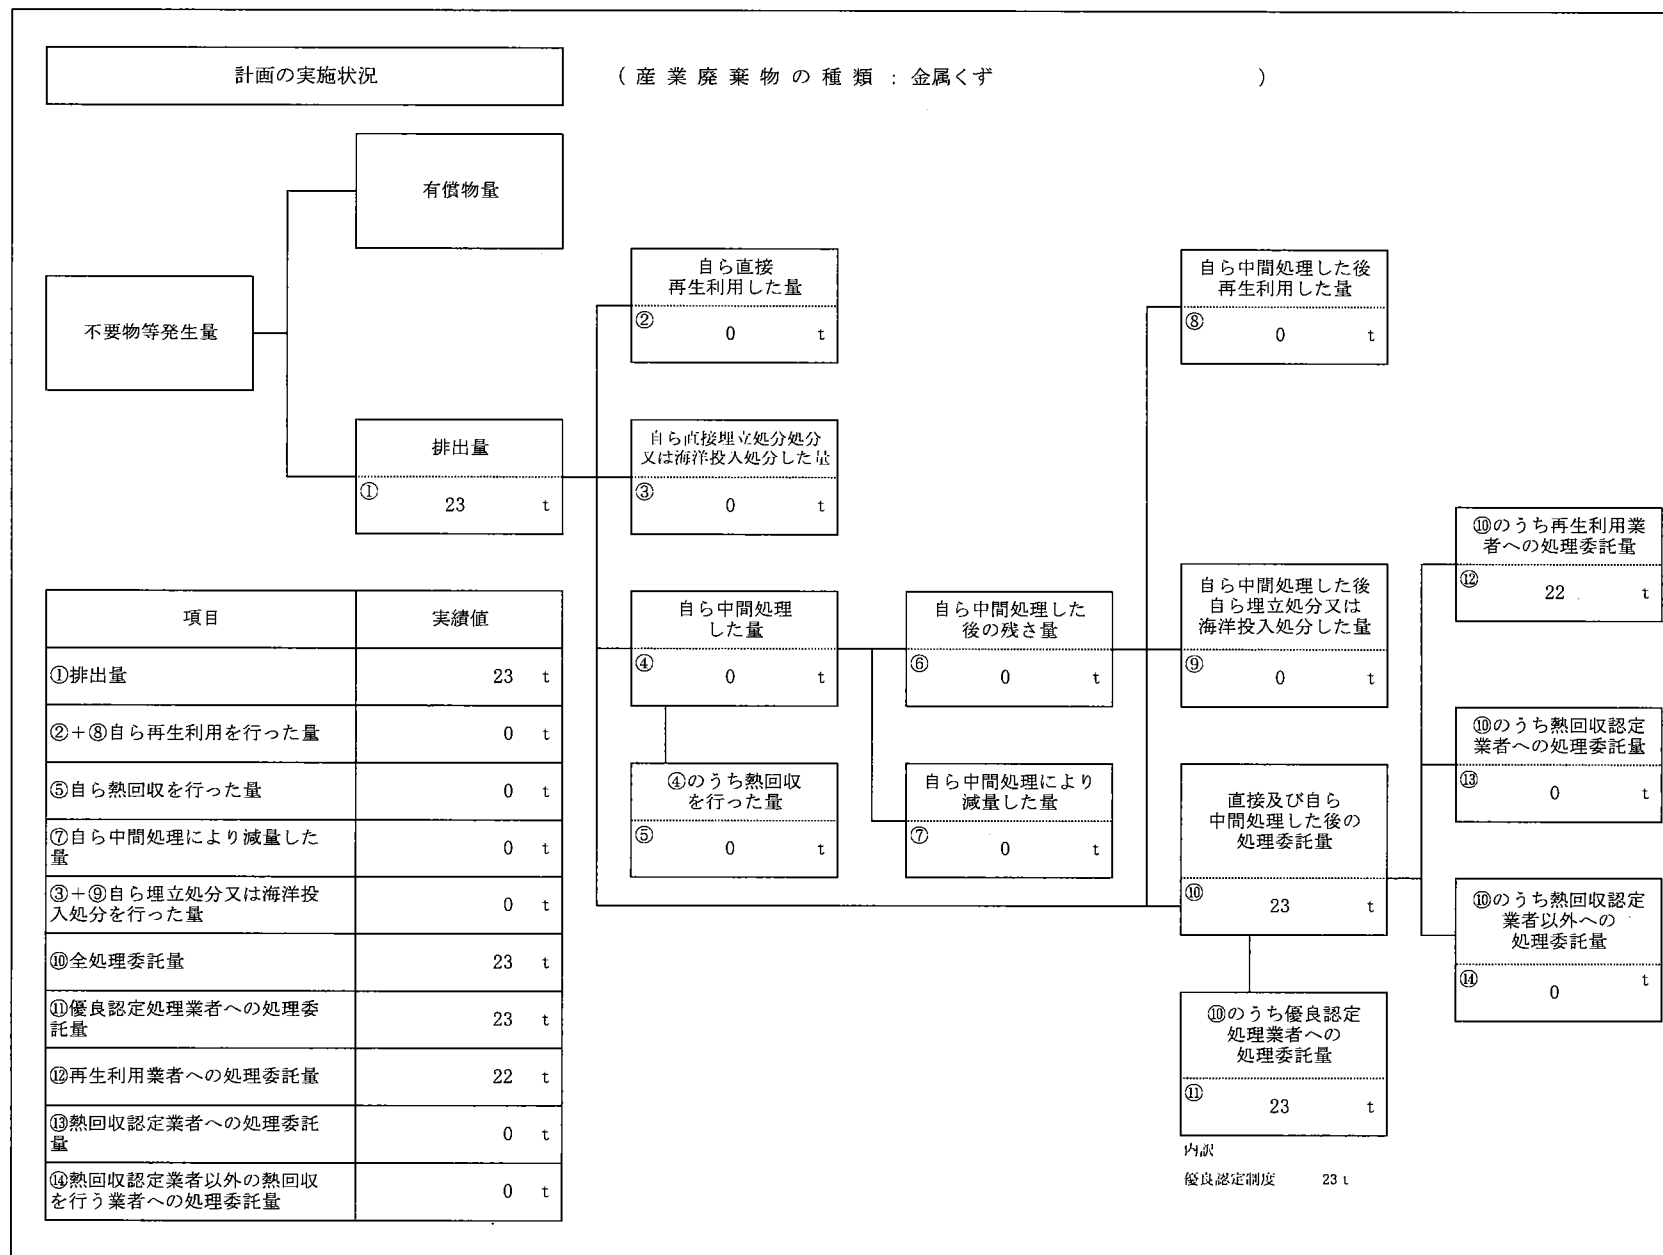 計画の実施状況
（産業廃棄物の種類：金属くず　　　　　）
有償物量
不要物等発生量
排出量
① 23 t
自ら直接
再生利用した量
② 0 t
自ら直接埋立処分処分
又は海洋投入処分した量
③ 0 t
自ら中間処理
した量
④ 0 t
④のうち熱回収
を行った量
⑤ 0 t
自ら中間処理した
後の残さ量
⑥ 0 t
自ら中間処理により
減量した量
⑦ 0 t
自ら中間処理した後
再生利用した量
⑧ 0 t
自ら中間処理した後
自ら埋立処分又は
海洋投入処分した量
⑨ 0 t
直接及び自ら
中間処理した後の
処理委託量
⑩ 23 t
⑩のうち優良認定
処理業者への
処理委託量
⑪ 23 t
内訳
優良認定制度 23 t
⑩のうち再生利用業
者への処理委託量
⑫ 22 t
⑩のうち熱回収認定
業者への処理委託量
⑬ 0 t
⑩のうち熱回収認定
業者以外への
処理委託量
⑭ 0 t
項目 実績値
①排出量 23 t
②＋⑧自ら再生利用を行った量 0 t
⑤自ら熱回収を行った量 0 t
⑦自ら中間処理により減量した
量 0 t
③＋⑨自ら埋立処分又は海洋投
入処分を行った量 0 t
⑩全処理委託量 23 t
⑪優良認定処理業者への処理委
託量 23 t
⑫再生利用業者への処理委託量 22 t
⑬熱回収認定業者への処理委託
量 0 t
⑭熱回収認定業者以外の熱回収
を行う業者への処理委託量 0 t